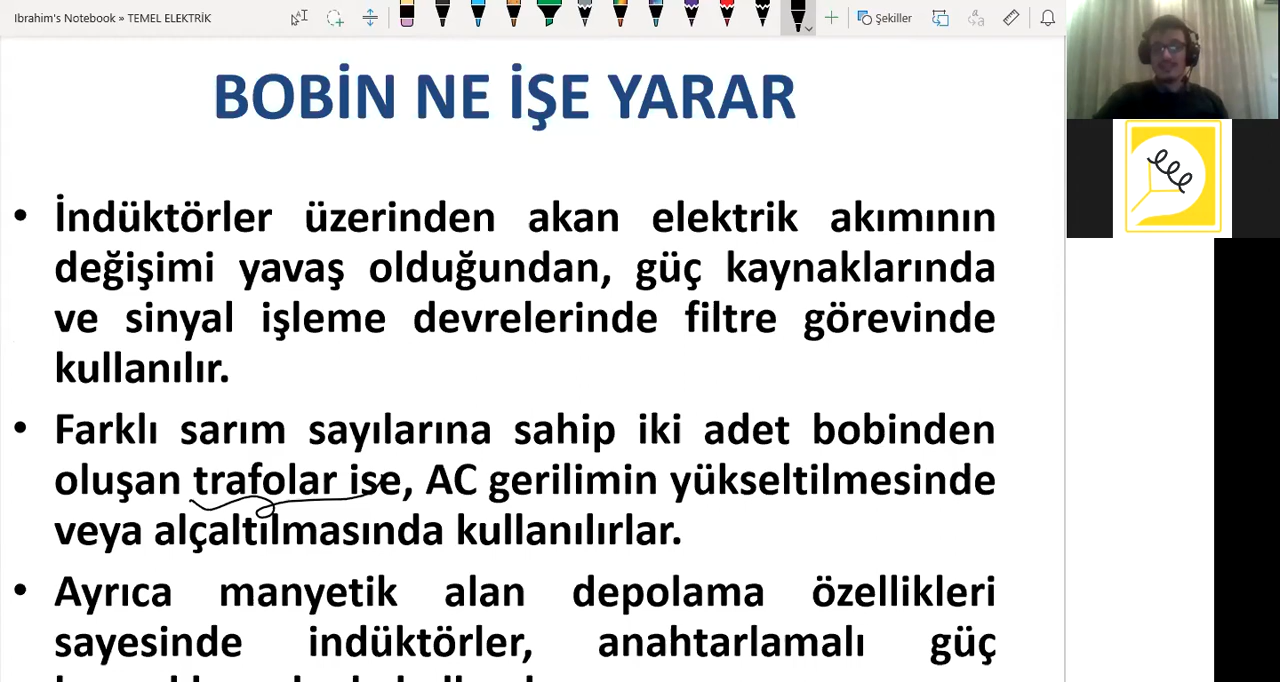 Ibrahim's Notebook » TEMEL ELEKTRİK
Şekiller
BOBİN NE İŞE YARAR
• İndüktörler üzerinden akan elektrik akımının
değişimi yavaş olduğundan, güç kaynaklarında
ve sinyal işleme devrelerinde filtre görevinde
kullanılır.
• Farklı sarım sayılarına sahip iki adet bobinden
oluşan trafolar ise, AC gerilimin yükseltilmesinde
veya alçaltılmasında kullanılırlar.
• Ayrıca manyetik alan depolama özellikleri
sayesinde indüktörler, anahtarlamalı güç